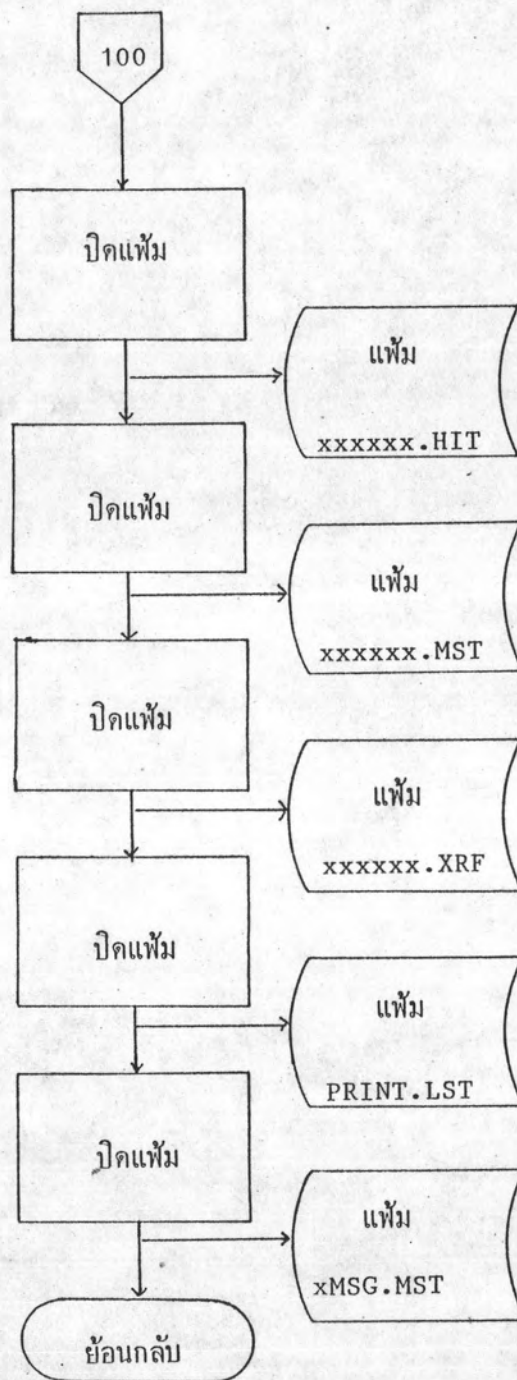 100
ปิดแฟ้ม
แฟ้ม
xxxxxx.HIT
ปิดแฟ้ม
แฟ้ม
xxxxxx.MST
ปิดแฟ้ม
แฟ้ม
xxxxxx.XRF
ปิดแฟ้ม
แฟ้ม
PRINT.LST
ปิดแฟ้ม
แฟ้ม
xMSG.MST
ย้อนกลับ